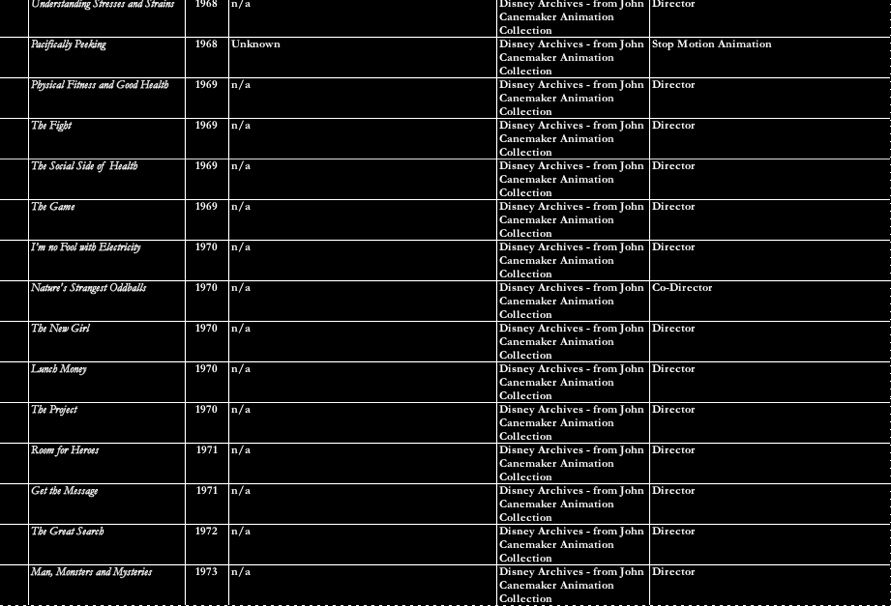 Understanding Stresses and Strains 1968 n/a Disney Archives - from John Director
Canemaker Animation
Collection
Pacifically Peeking 1968 Unknown Disney Archives - from John Stop Motion Animation
Canemaker Animation
Collection
Physical Fitness and Good Health 1969 n/a Disney Archives - from John Director
Canemaker Animation
Collection
The Fight 1969 n/a Disney Archives - from John Director
Canemaker Animation
Collection
The Social Side of Health 1969 n/a Disney Archives - from John Director
Canemaker Animation
Collection
The Game 1969 n/a Disney Archives - from John Director
Canemaker Animation
Collection
I'm no Fool with Electricity 1970 n/a Disney Archives - from John Director
Canemaker Animation
Collection
Nature's Strangest Oddballs 1970 n/a Disney Archives - from John Co-Director
Canemaker Animation
Collection
The New Girl 1970 n/a Disney Archives - from John Director
Canemaker Animation
Collection
Lunch Money 1970 n/a Disney Archives - from John Director
Canemaker Animation
Collection
The Project 1970 n/a Disney Archives - from John Director
Canemaker Animation
Collection
Room for Heroes 1971 n/a Disney Archives - from John Director
Canemaker Animation
Collection
Get the Message 1971 n/a Disney Archives - from John Director
Canemaker Animation
Collection
The Great Search 1972 n/a Disney Archives - from John Director
Canemaker Animation
Collection
Man, Monsters and Mysteries 1973 n/a Disney Archives - from John Director
Canemaker Animation
Collection